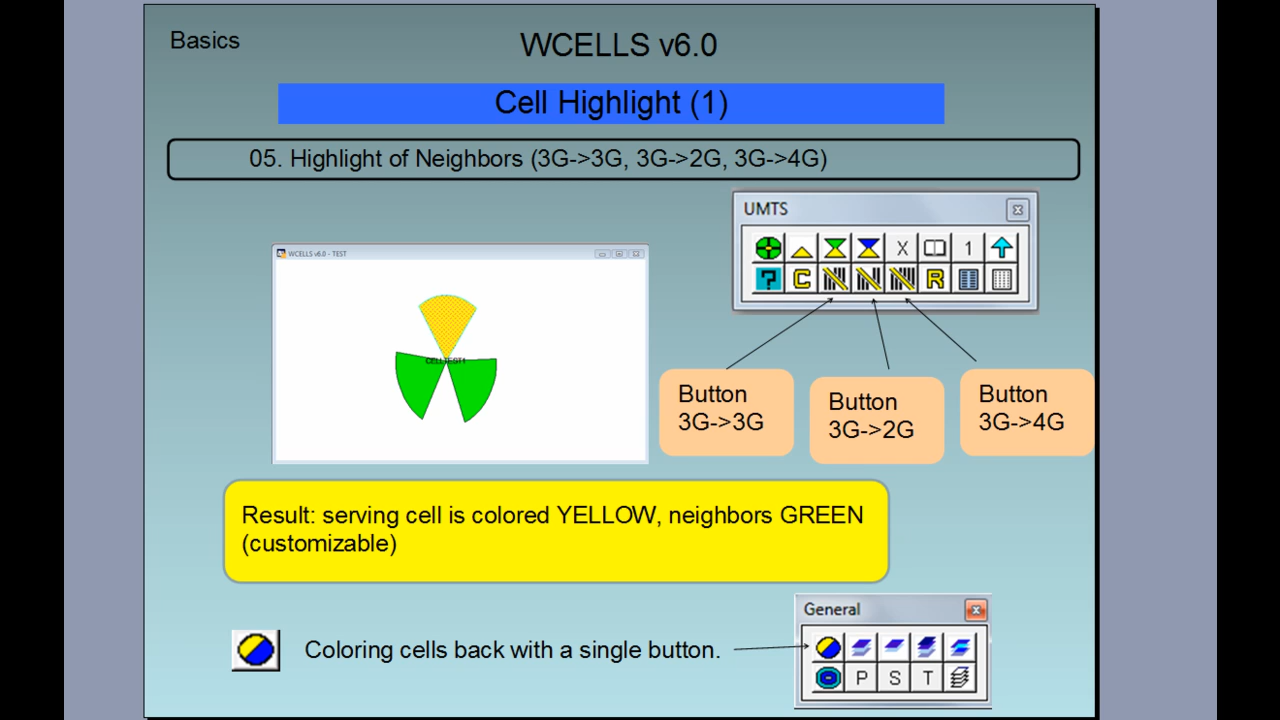 Basics
WCELLS v6.0
Cell Highlight (1)
05. Highlight of Neighbors (3G->3G, 3G->2G, 3G->4G)
UMTS
X
1
?
C
R
WCELLS v6.0 - TEST
CELLTEST1
Button
3G->3G
Button
3G->2G
Button
3G->4G
Result: serving cell is colored YELLOW, neighbors GREEN
(customizable)
General
Coloring cells back with a single button.
P S T